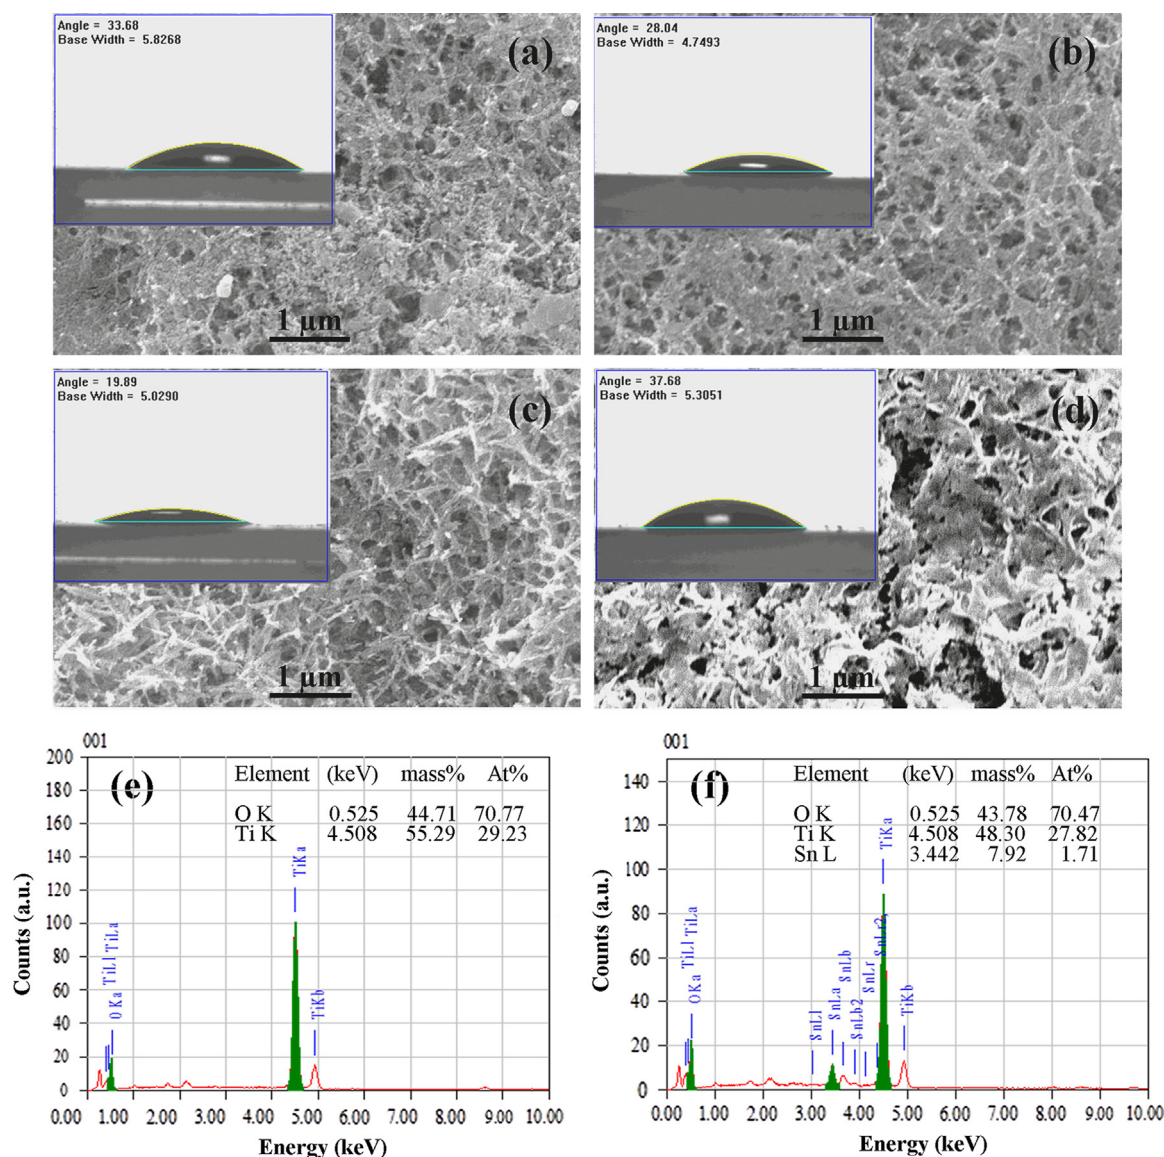 Angle = 33.68
Base Width = 5.8268
(a)
1 µm
Angle = 28.04
Base Width = 4.7493
(b)
1 µm
Angle = 19.89
Base Width = 5.0290
(c)
1 µm
Angle = 37.68
Base Width = 5.3051
(d)
1 µm
001
(e)
Element (keV) mass% At%
O K 0.525 44.71 70.77
Ti K 4.508 55.29 29.23
200
180
160
140
120
100
80
60
40
20
0
Counts (a.u.)
OKa
TiLl
TiLa
TiKa
TiKb
0.00 1.00 2.00 3.00 4.00 5.00 6.00 7.00 8.00 9.00 10.00
Energy (keV)
001
(f)
Element (keV) mass% At%
O K 0.525 43.78 70.47
Ti K 4.508 48.30 27.82
Sn L 3.442 7.92 1.71
140
120
100
80
60
40
20
0
Counts (a.u.)
OKa
TiLl
TiLa
SnLl
SnLa
SnLb
SnLb2
SnLr
SnLr2,
TiKa
TiKb
0.00 1.00 2.00 3.00 4.00 5.00 6.00 7.00 8.00 9.00 10.00
Energy (keV)